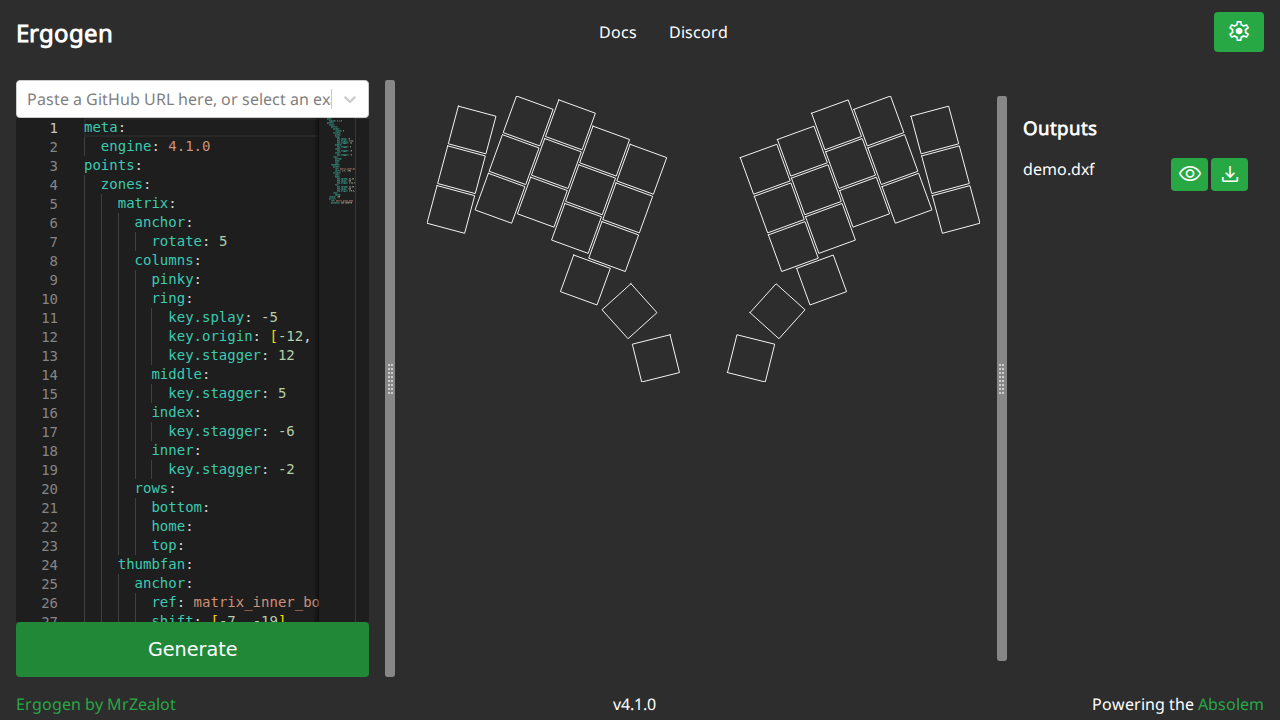 Ergogen
Docs
Discord
Paste a GitHub URL here, or select an ex
1 meta:
2 engine: 4.1.0
3 points:
4 zones:
5 matrix:
6 anchor:
7 rotate: 5
8 columns:
9 pinky:
10 ring:
11 key.splay: -5
12 key.origin: [-12,
13 key.stagger: 12
14 middle:
15 key.stagger: 5
16 index:
17 key.stagger: -6
18 inner:
19 key.stagger: -2
20 rows:
21 bottom:
22 home:
23 top:
24 thumbfan:
25 anchor:
26 ref: matrix_inner_bo
27 shift: [-7, -19]
Generate
Outputs
demo.dxf
Ergogen by MrZealot
v4.1.0
Powering the Absolem